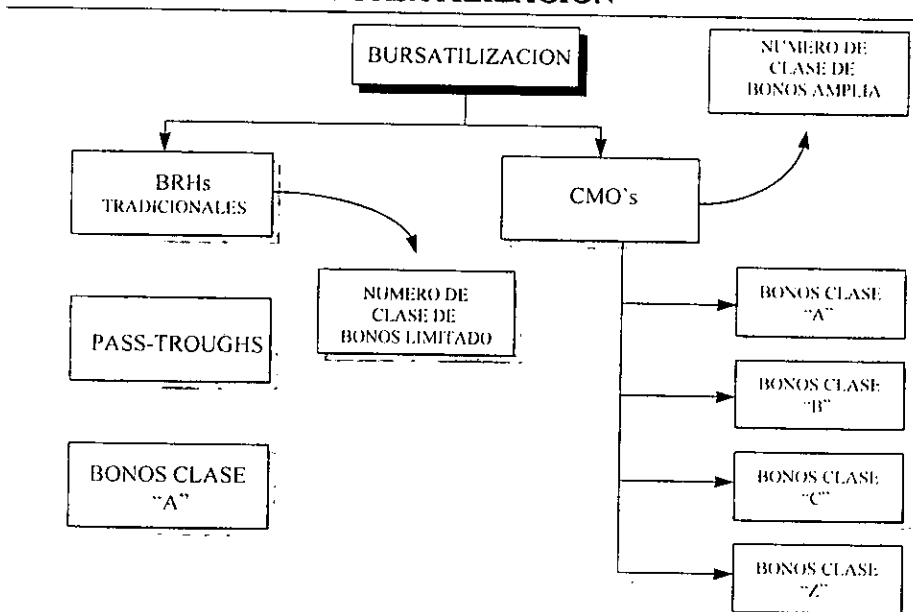 BURSATILIZACION
NUMERO DE
CLASE DE
BONOS AMPLIA
BRHs
TRADICIONALES
CMO`s
NUMERO DE
CLASE DE
BONOS LIMITADO
PASS-TROUGHS
BONOS CLASE
"A"
BONOS CLASE
"A"
BONOS CLASE
"B"
BONOS CLASE
"C"
BONOS CLASE
"Z"